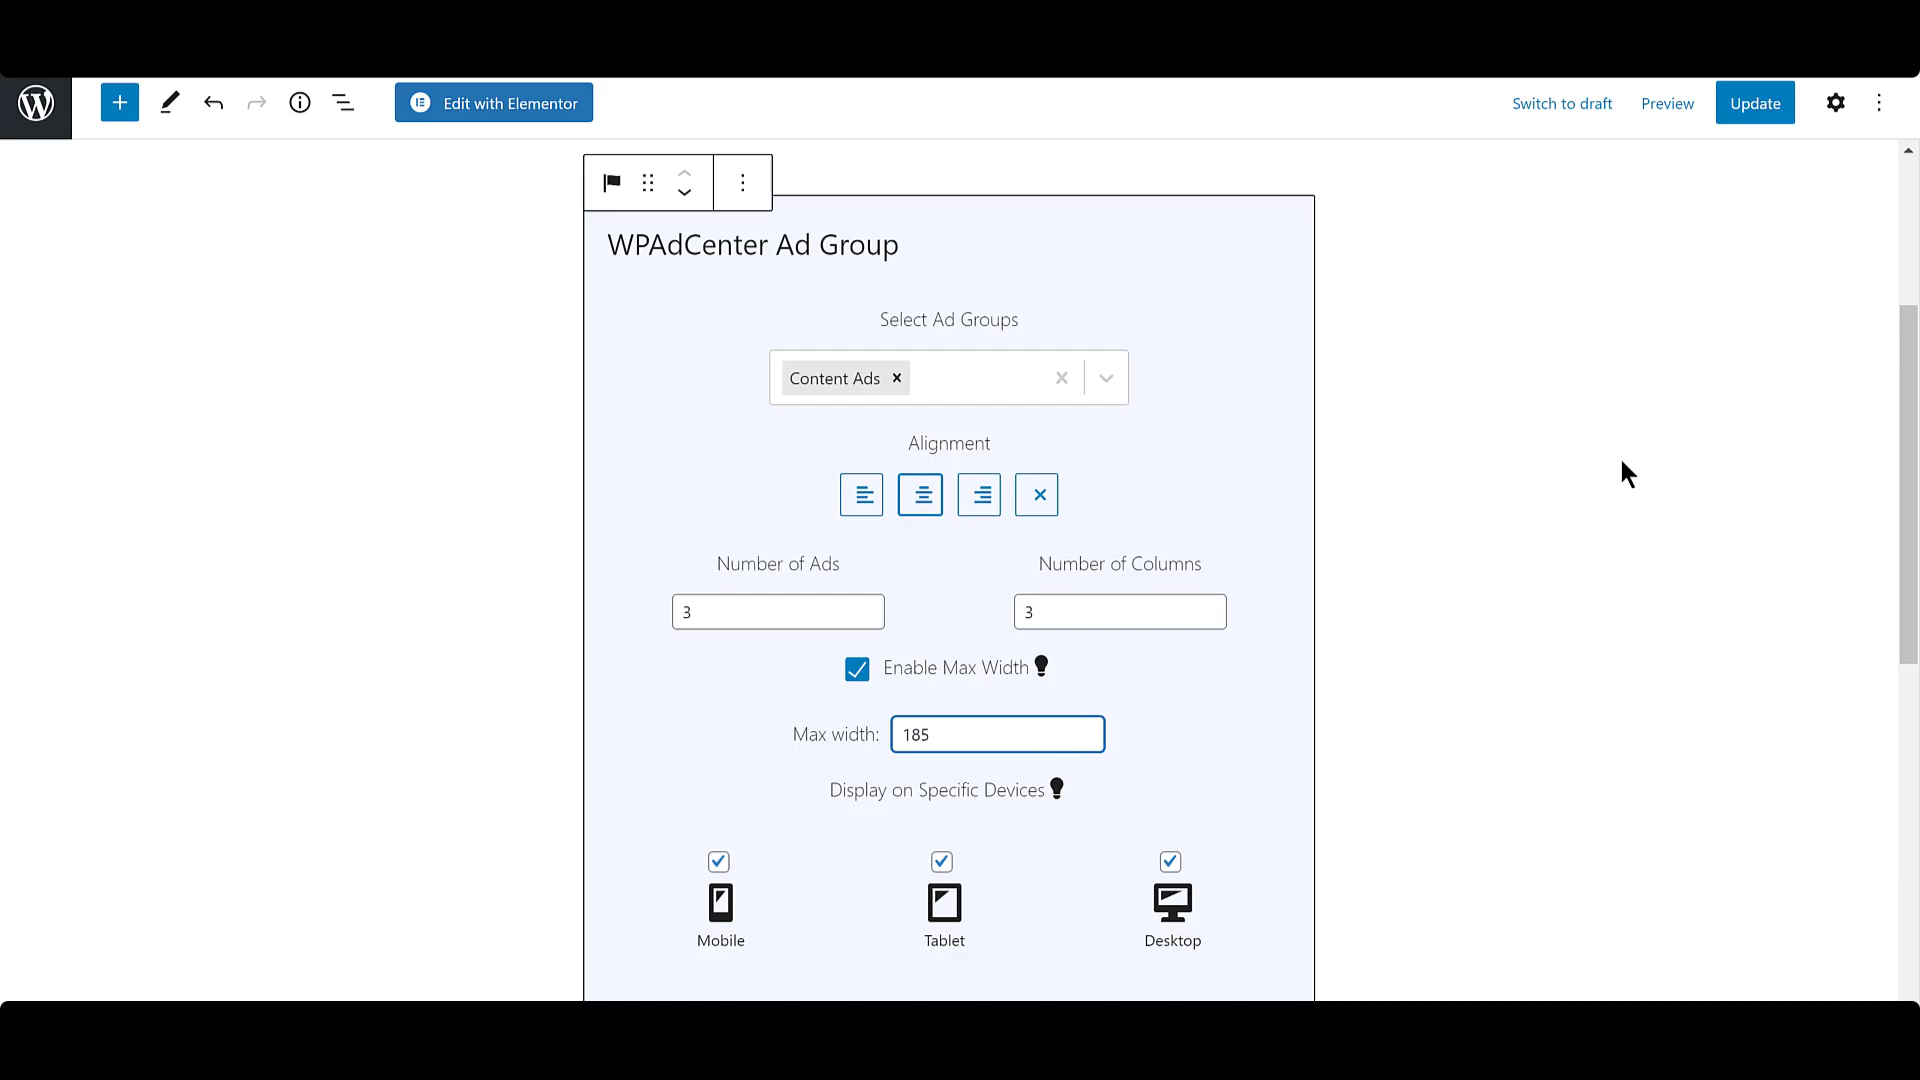 Edit with Elementor
Switch to draft Preview Update
WPAdCenter Ad Group
Select Ad Groups
Content Ads
Alignment
Number of Ads Number of Columns
3 3
Enable Max Width
Max width: 185
Display on Specific Devices
Mobile Tablet Desktop